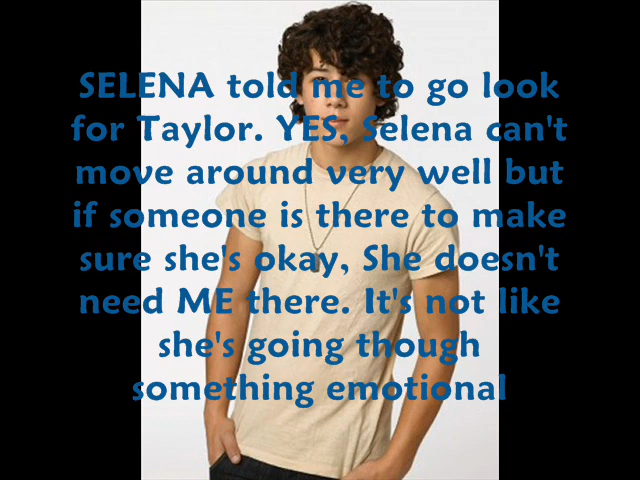 SELENA told me to go look
for Taylor. YES, Selena can't
move around very well but
if someone is there to make
sure she's okay, She doesn't
need ME there. It's not like
she's going though
something emotional